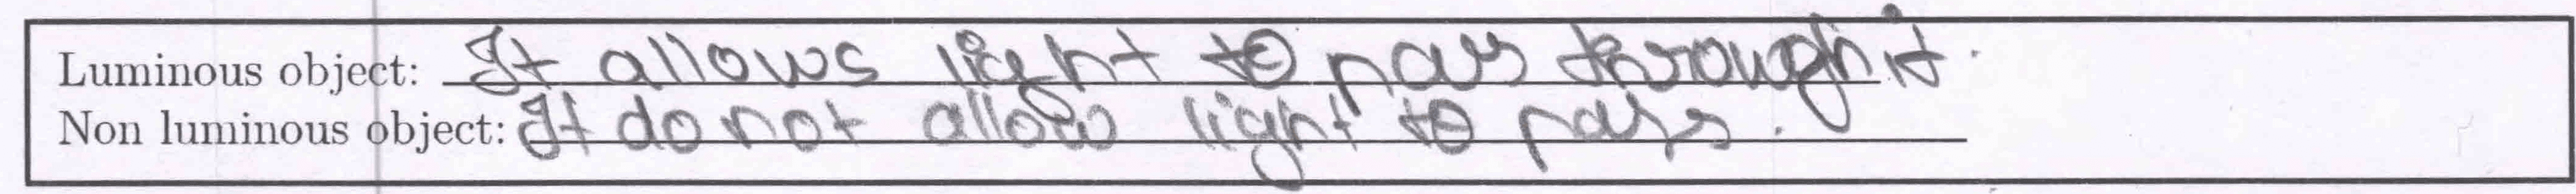 Luminous object: It allows light to pass through it.
Non luminous object: It do not allow light to pass.